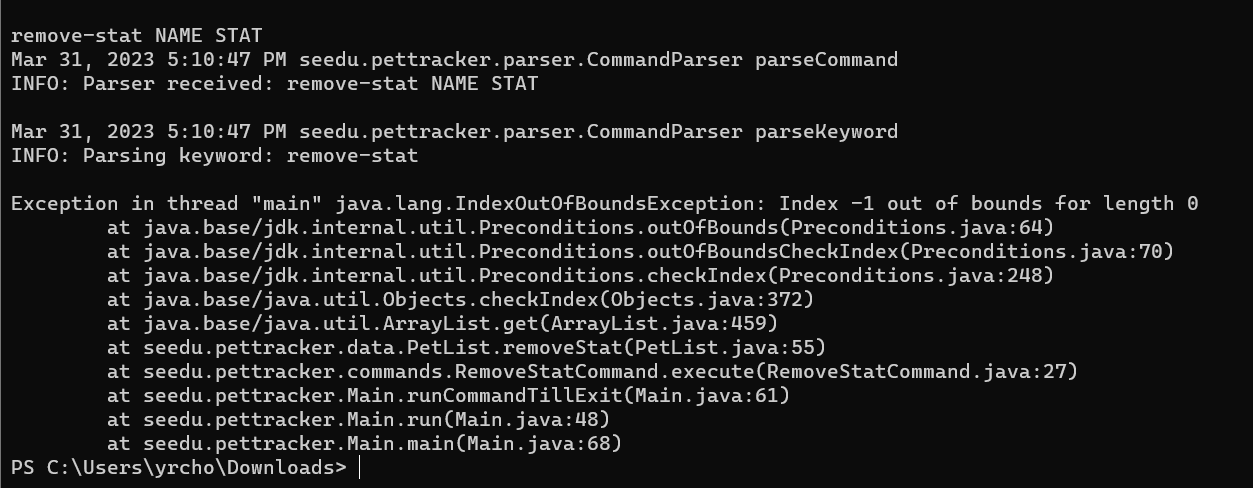 remove-stat NAME STAT
Mar 31, 2023 5:10:47 PM seedu.pettracker.parser.CommandParser parseCommand
INFO: Parser received: remove-stat NAME STAT
Mar 31, 2023 5:10:47 PM seedu.pettracker.parser.CommandParser parseKeyword
INFO: Parsing keyword: remove-stat
Exception in thread "main" java.lang.IndexOutOfBoundsException: Index -1 out of bounds for length 0
at java.base/jdk.internal.util.Preconditions.outOfBounds(Preconditions.java:64)
at java.base/jdk.internal.util.Preconditions.outOfBoundsCheckIndex(Preconditions.java:70)
at java.base/jdk.internal.util.Preconditions.checkIndex(Preconditions.java:248)
at java.base/java.util.Objects.checkIndex(Objects.java:372)
at java.base/java.util.ArrayList.get(ArrayList.java:459)
at seedu.pettracker.data.PetList.removeStat(PetList.java:55)
at seedu.pettracker.commands.RemoveStatCommand.execute(RemoveStatCommand.java:27)
at seedu.pettracker.Main.runCommandTillExit(Main.java:61)
at seedu.pettracker.Main.run(Main.java:48)
at seedu.pettracker.Main.main(Main.java:68)
PS C:\Users\yrcho\Downloads>